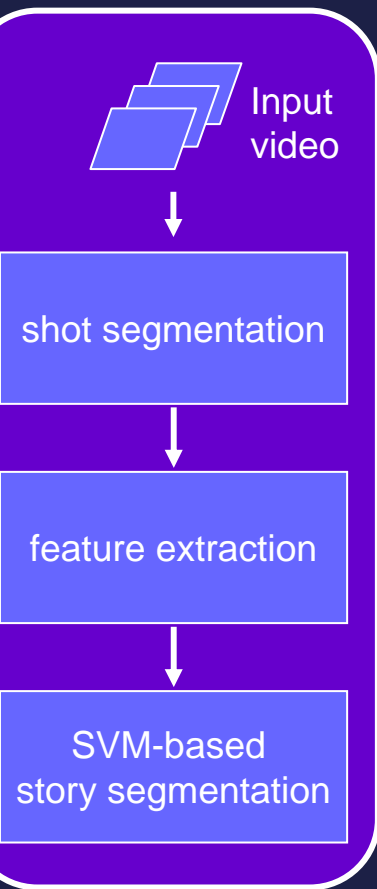 Input
video
shot segmentation
feature extraction
SVM-based
story segmentation